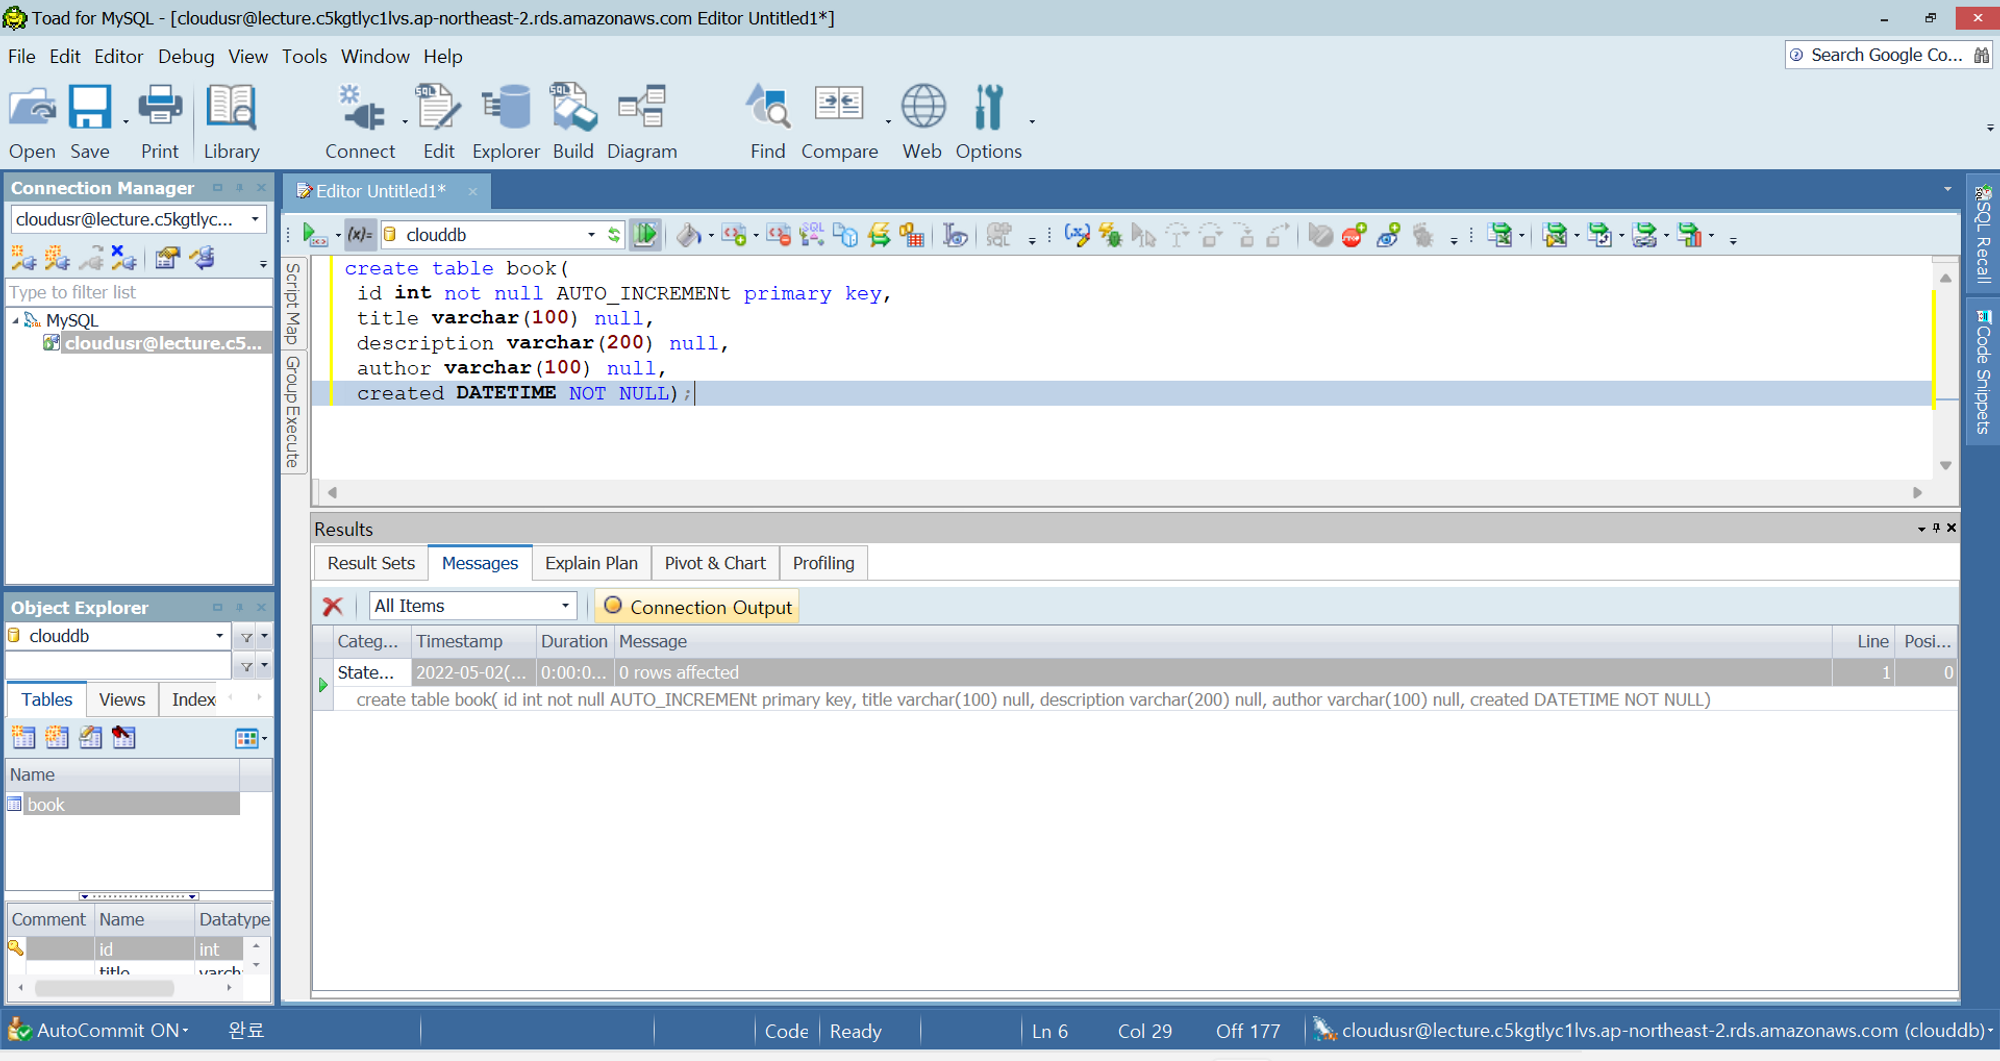 Toad for MySQL - [cloudusr@lecture.c5kgtlyc1lvs.ap-northeast-2.rds.amazonaws.com Editor Untitled1*]
File Edit Editor Debug View Tools Window Help
Search Google Co...
Open Save Print Library Connect Edit Explorer Build Diagram Find Compare Web Options
Connection Manager
cloudusr@lecture.c5kgtlyc...
Type to filter list
MySQL
cloudusr@lecture.c5...
Object Explorer
clouddb
Tables Views Index
Name
book
Comment Name Datatype
id int
title varch
Editor Untitled1*
(x)= clouddb
Script Map
Group Execute
create table book(
id int not null AUTO_INCREMENt primary key,
title varchar(100) null,
description varchar(200) null,
author varchar(100) null,
created DATETIME NOT NULL);
SQL Recall
Code Snippets
Results
Result Sets Messages Explain Plan Pivot & Chart Profiling
All Items Connection Output
Categ... Timestamp Duration Message Line Posi...
State... 2022-05-02(... 0:00:0... 0 rows affected 1 0
create table book( id int not null AUTO_INCREMENt primary key, title varchar(100) null, description varchar(200) null, author varchar(100) null, created DATETIME NOT NULL)
AutoCommit ON 완료 Code Ready Ln 6 Col 29 Off 177 cloudusr@lecture.c5kgtlyc1lvs.ap-northeast-2.rds.amazonaws.com (clouddb)